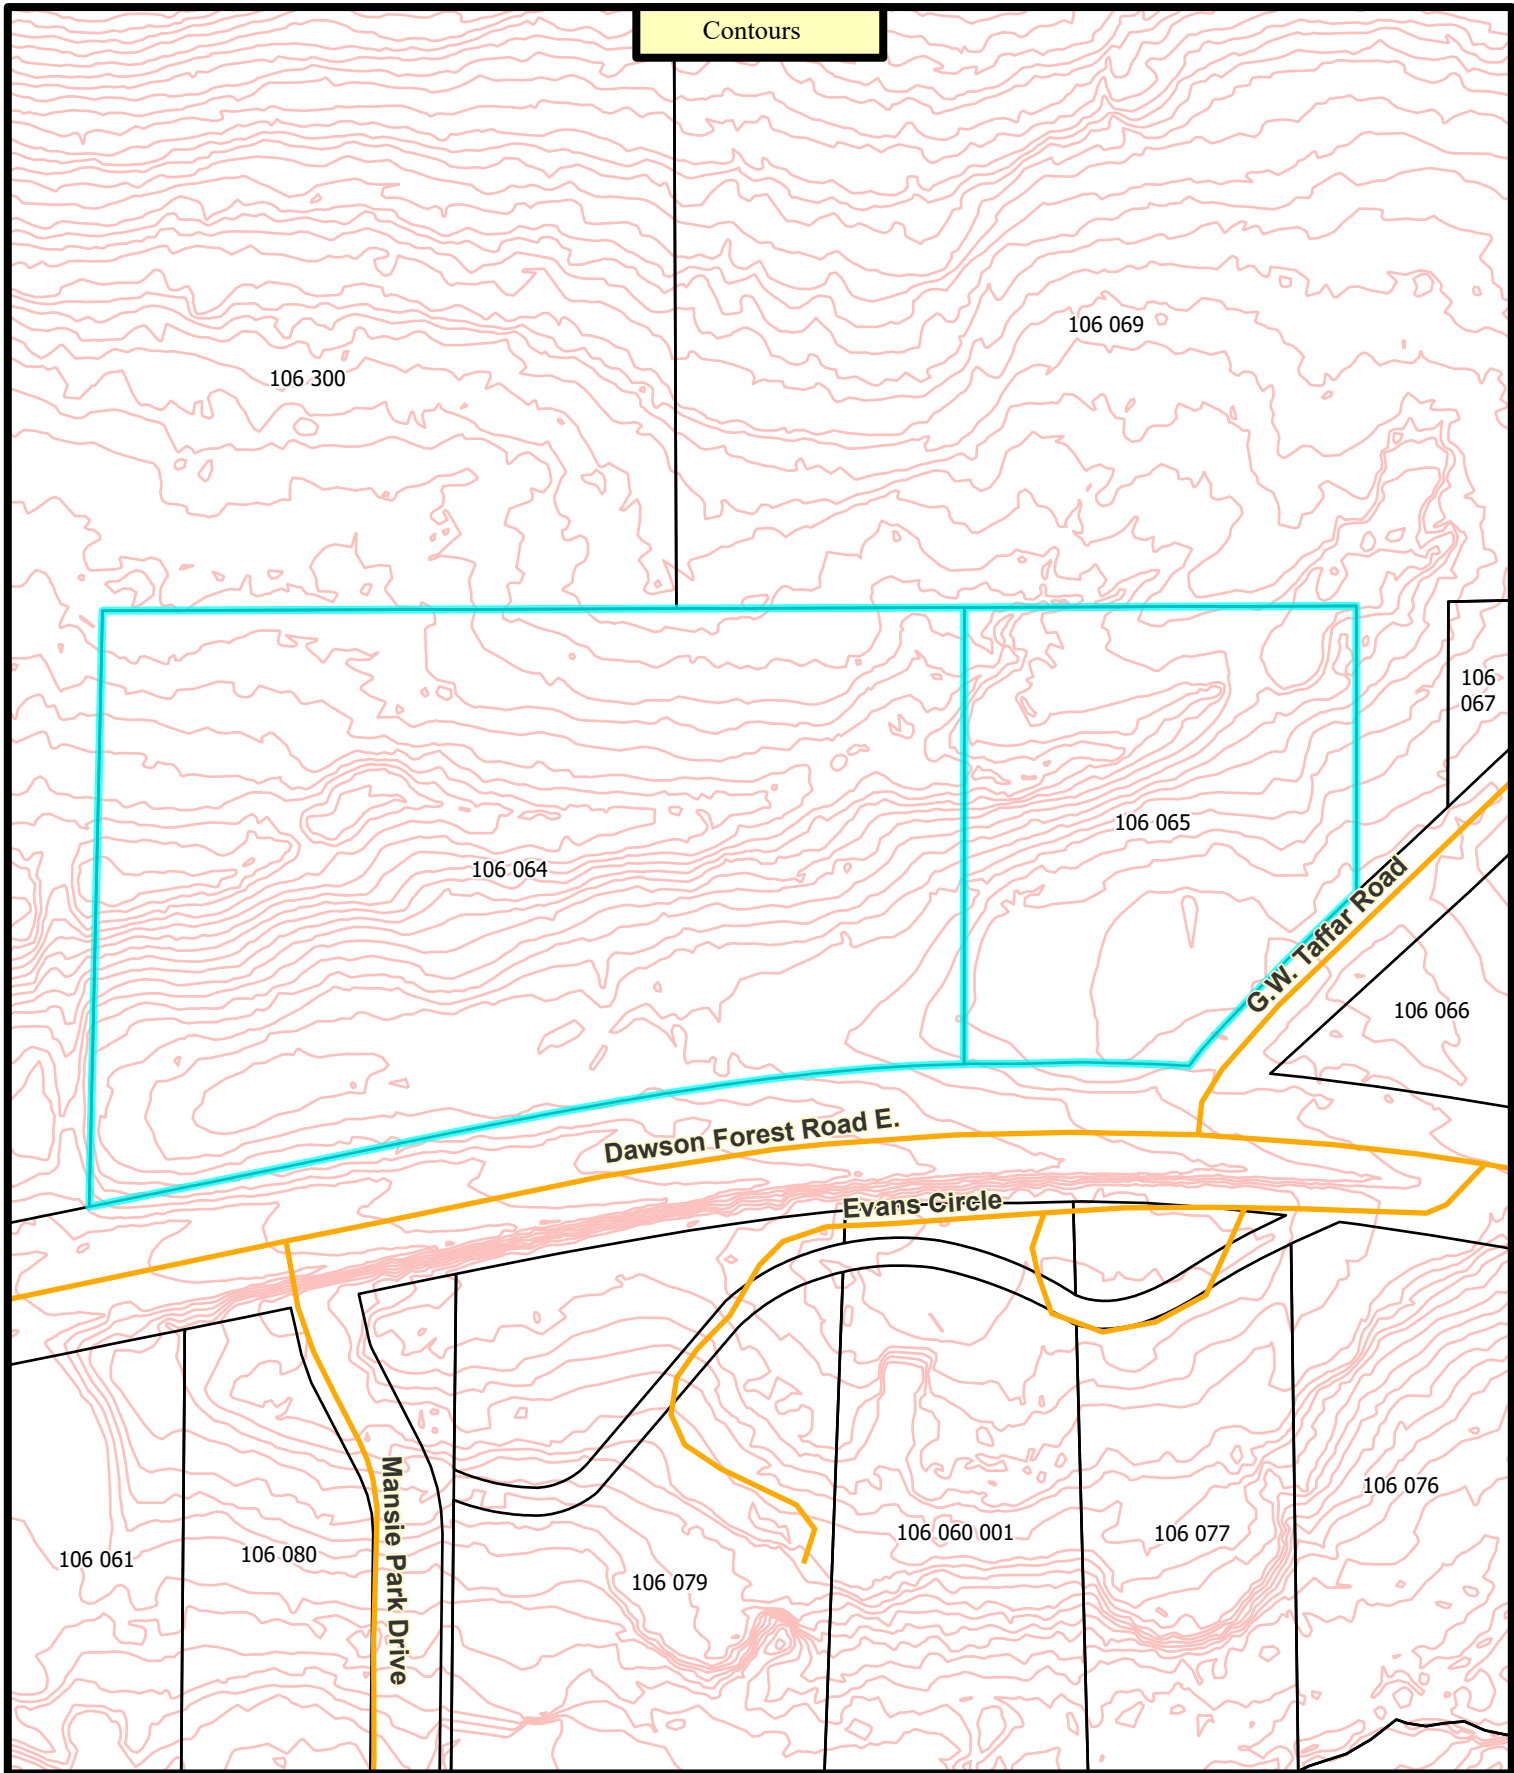 Contours
106 069
106 300
106
067
106 065
106 064
G.W. Taffar Road
106 066
Dawson Forest Road E.
Evans Circle
Mansie Park Drive
106 076
106 060 001
106 077
106 061
106 080
106 079